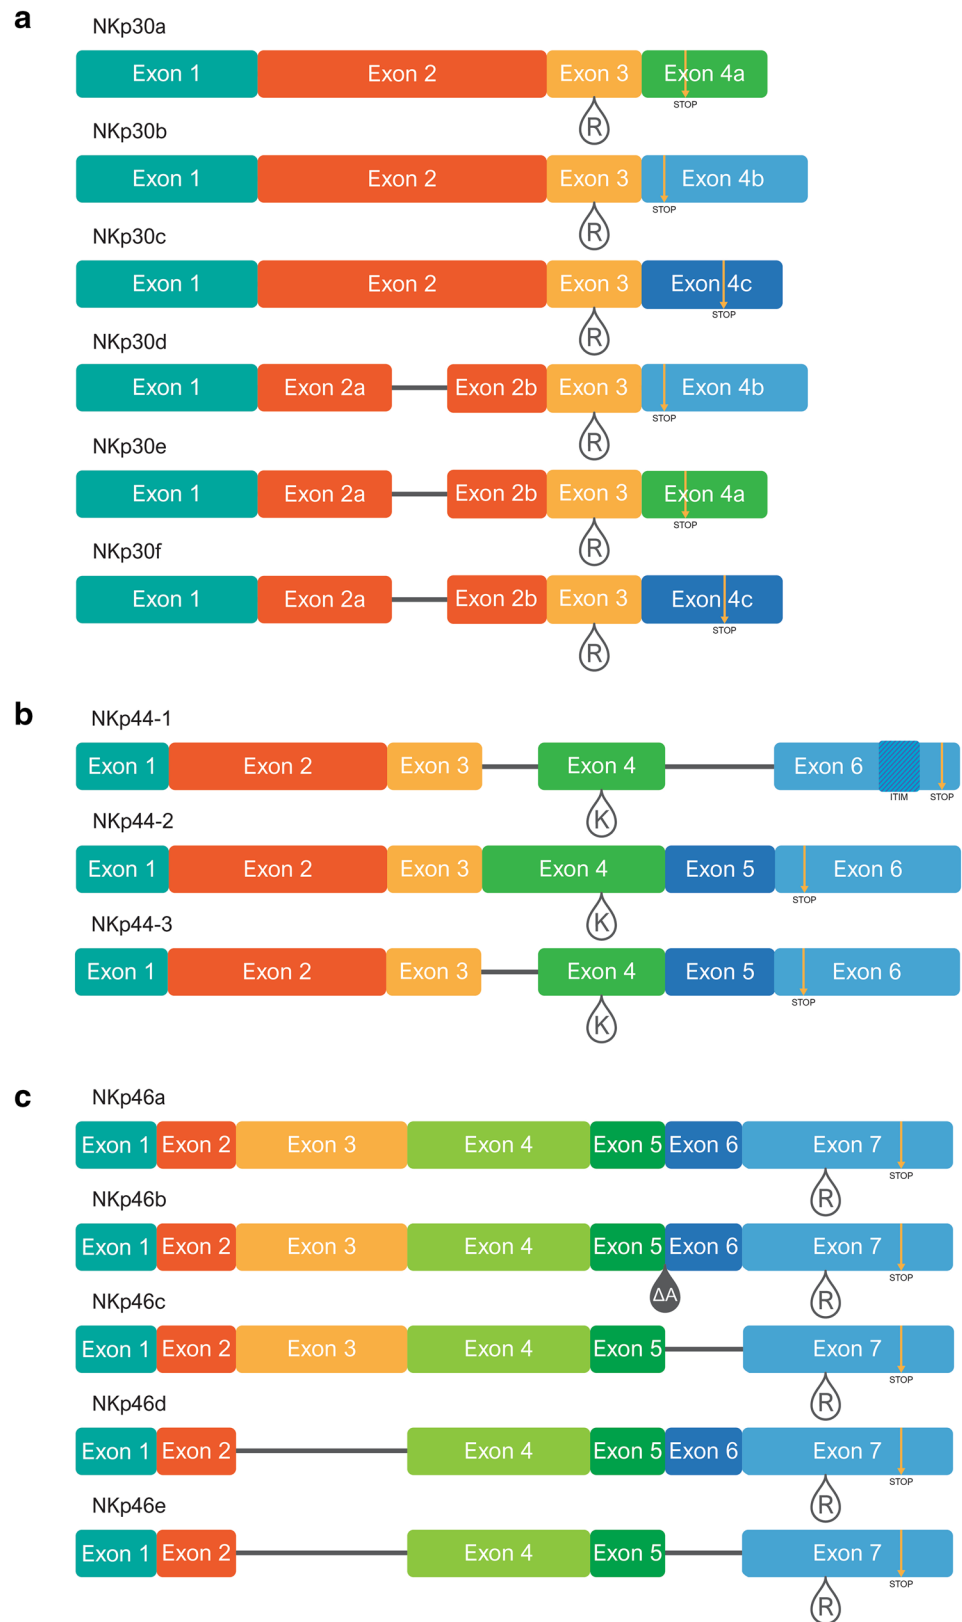 a
NKp30a
Exon 1 Exon 2 Exon 3 Exon 4a
STOP
R
NKp30b
Exon 1 Exon 2 Exon 3 Exon 4b
STOP
R
NKp30c
Exon 1 Exon 2 Exon 3 Exon 4c
STOP
R
NKp30d
Exon 1 Exon 2a Exon 2b Exon 3 Exon 4b
STOP
R
NKp30e
Exon 1 Exon 2a Exon 2b Exon 3 Exon 4a
STOP
R
NKp30f
Exon 1 Exon 2a Exon 2b Exon 3 Exon 4c
STOP
R
b
NKp44-1
Exon 1 Exon 2 Exon 3 Exon 4 Exon 6
ITIM STOP
K
NKp44-2
Exon 1 Exon 2 Exon 3 Exon 4 Exon 5 Exon 6
STOP
K
NKp44-3
Exon 1 Exon 2 Exon 3 Exon 4 Exon 5 Exon 6
STOP
K
c
NKp46a
Exon 1 Exon 2 Exon 3 Exon 4 Exon 5 Exon 6 Exon 7
STOP
R
NKp46b
Exon 1 Exon 2 Exon 3 Exon 4 Exon 5 Exon 6 Exon 7
STOP
ΔA R
NKp46c
Exon 1 Exon 2 Exon 3 Exon 4 Exon 5 Exon 7
STOP
R
NKp46d
Exon 1 Exon 2 Exon 4 Exon 5 Exon 6 Exon 7
STOP
R
NKp46e
Exon 1 Exon 2 Exon 4 Exon 5 Exon 7
STOP
R